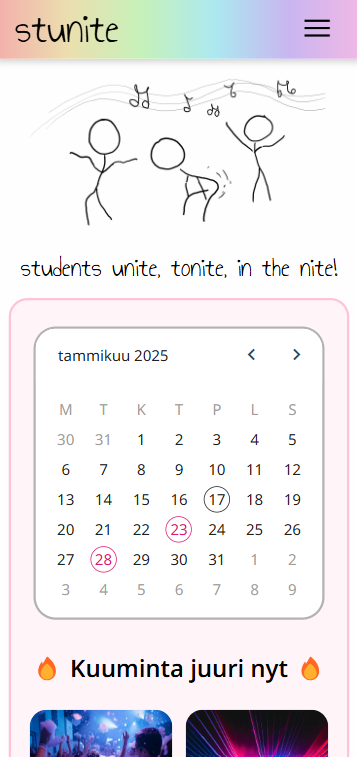 stunite
students unite, tonite, in the nite!
tammikuu 2025
M T K T P L S
30 31 1 2 3 4 5
6 7 8 9 10 11 12
13 14 15 16 17 18 19
20 21 22 23 24 25 26
27 28 29 30 31 1 2
3 4 5 6 7 8 9
Kuuminta juuri nyt